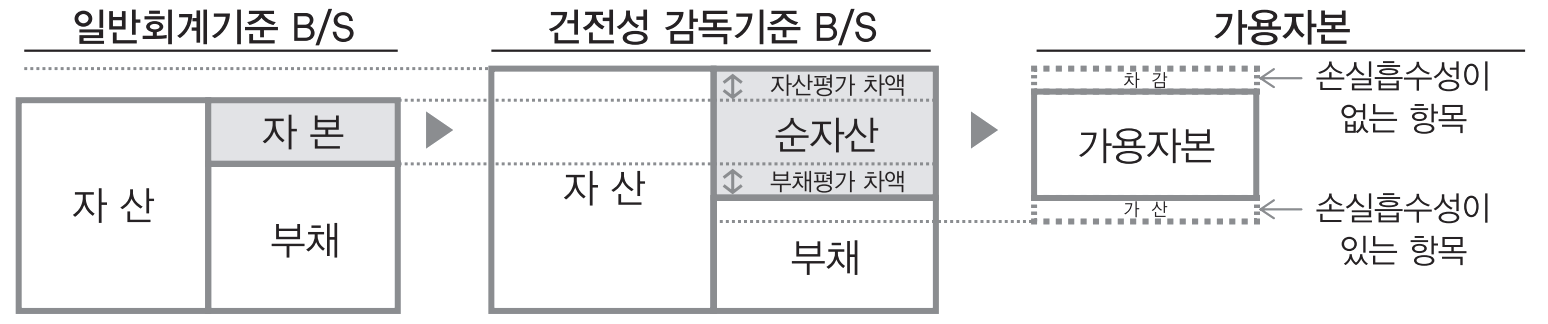 일반회계기준 B/S
자 산
자 본
부채
건전성 감독기준 B/S
자 산
자산평가 차액
순자산
부채평가 차액
부채
가용자본
차 감
가용자본
가 산
손실흡수성이
없는 항목
손실흡수성이
있는 항목